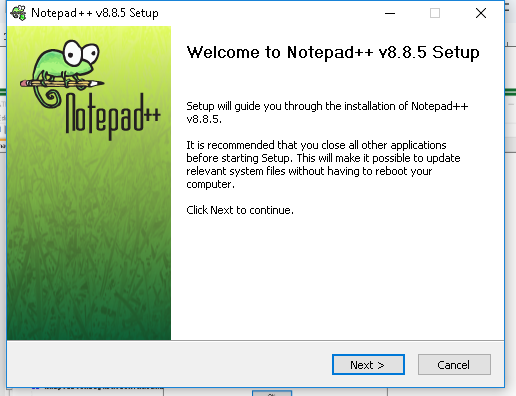 Notepad++ v8.8.5 Setup
Notepad++
Welcome to Notepad++ v8.8.5 Setup
Setup will guide you through the installation of Notepad++
v8.8.5.
It is recommended that you close all other applications
before starting Setup. This will make it possible to update
relevant system files without having to reboot your
computer.
Click Next to continue.
Next >
Cancel